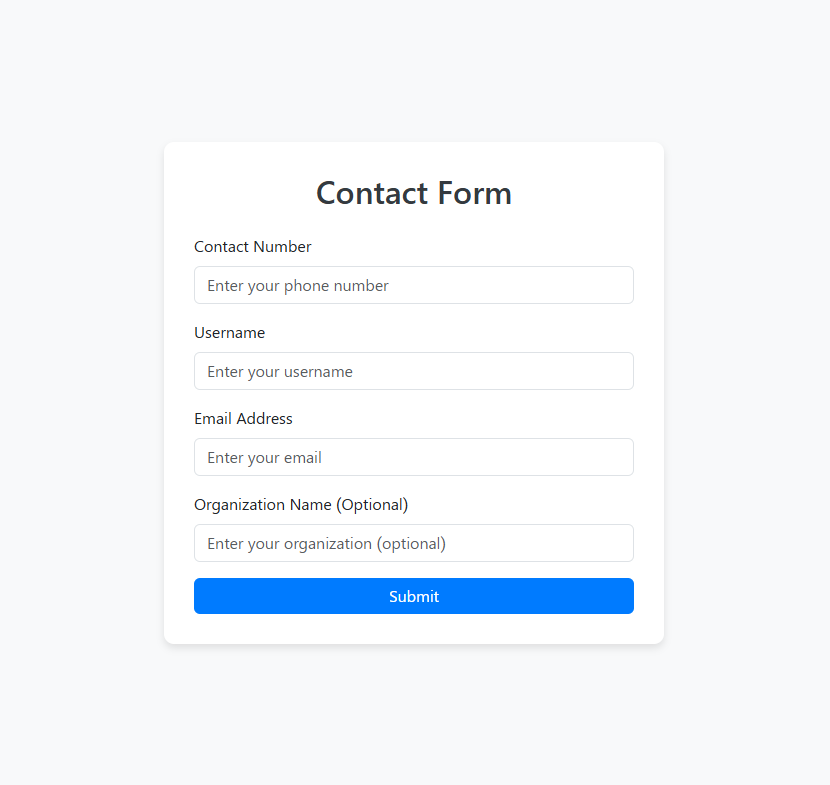 Contact Form
Contact Number
Enter your phone number
Username
Enter your username
Email Address
Enter your email
Organization Name (Optional)
Enter your organization (optional)
Submit